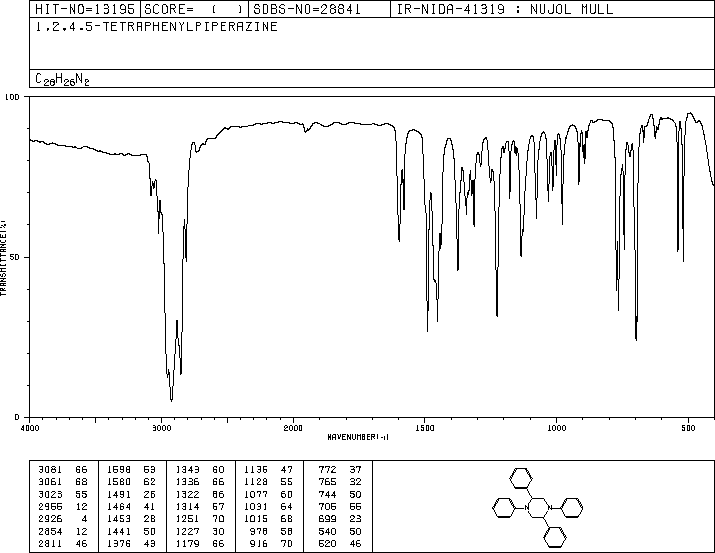 HIT-NO=13195 SCORE= ( ) SDBS-NO=28841 IR-NIDA-41319 : NUJOL MULL
1,2,4,5-TETRAPHENYLPIPERAZINE
C28H26N2
100
50
0
TRANSMITTANCE(%)
4000 3000 2000 1500 1000 500
WAVENUMBER(-1)
3081 66 1598 53 1343 60 1136 47 772 37
3061 68 1580 62 1336 66 1128 55 765 32
3023 55 1491 26 1322 66 1077 60 744 50
2955 12 1464 41 1314 57 1031 64 705 55
2926 4 1453 28 1251 70 1015 68 699 23
2854 12 1441 50 1227 30 978 58 540 50
2811 46 1376 43 1179 66 916 70 520 46
N N